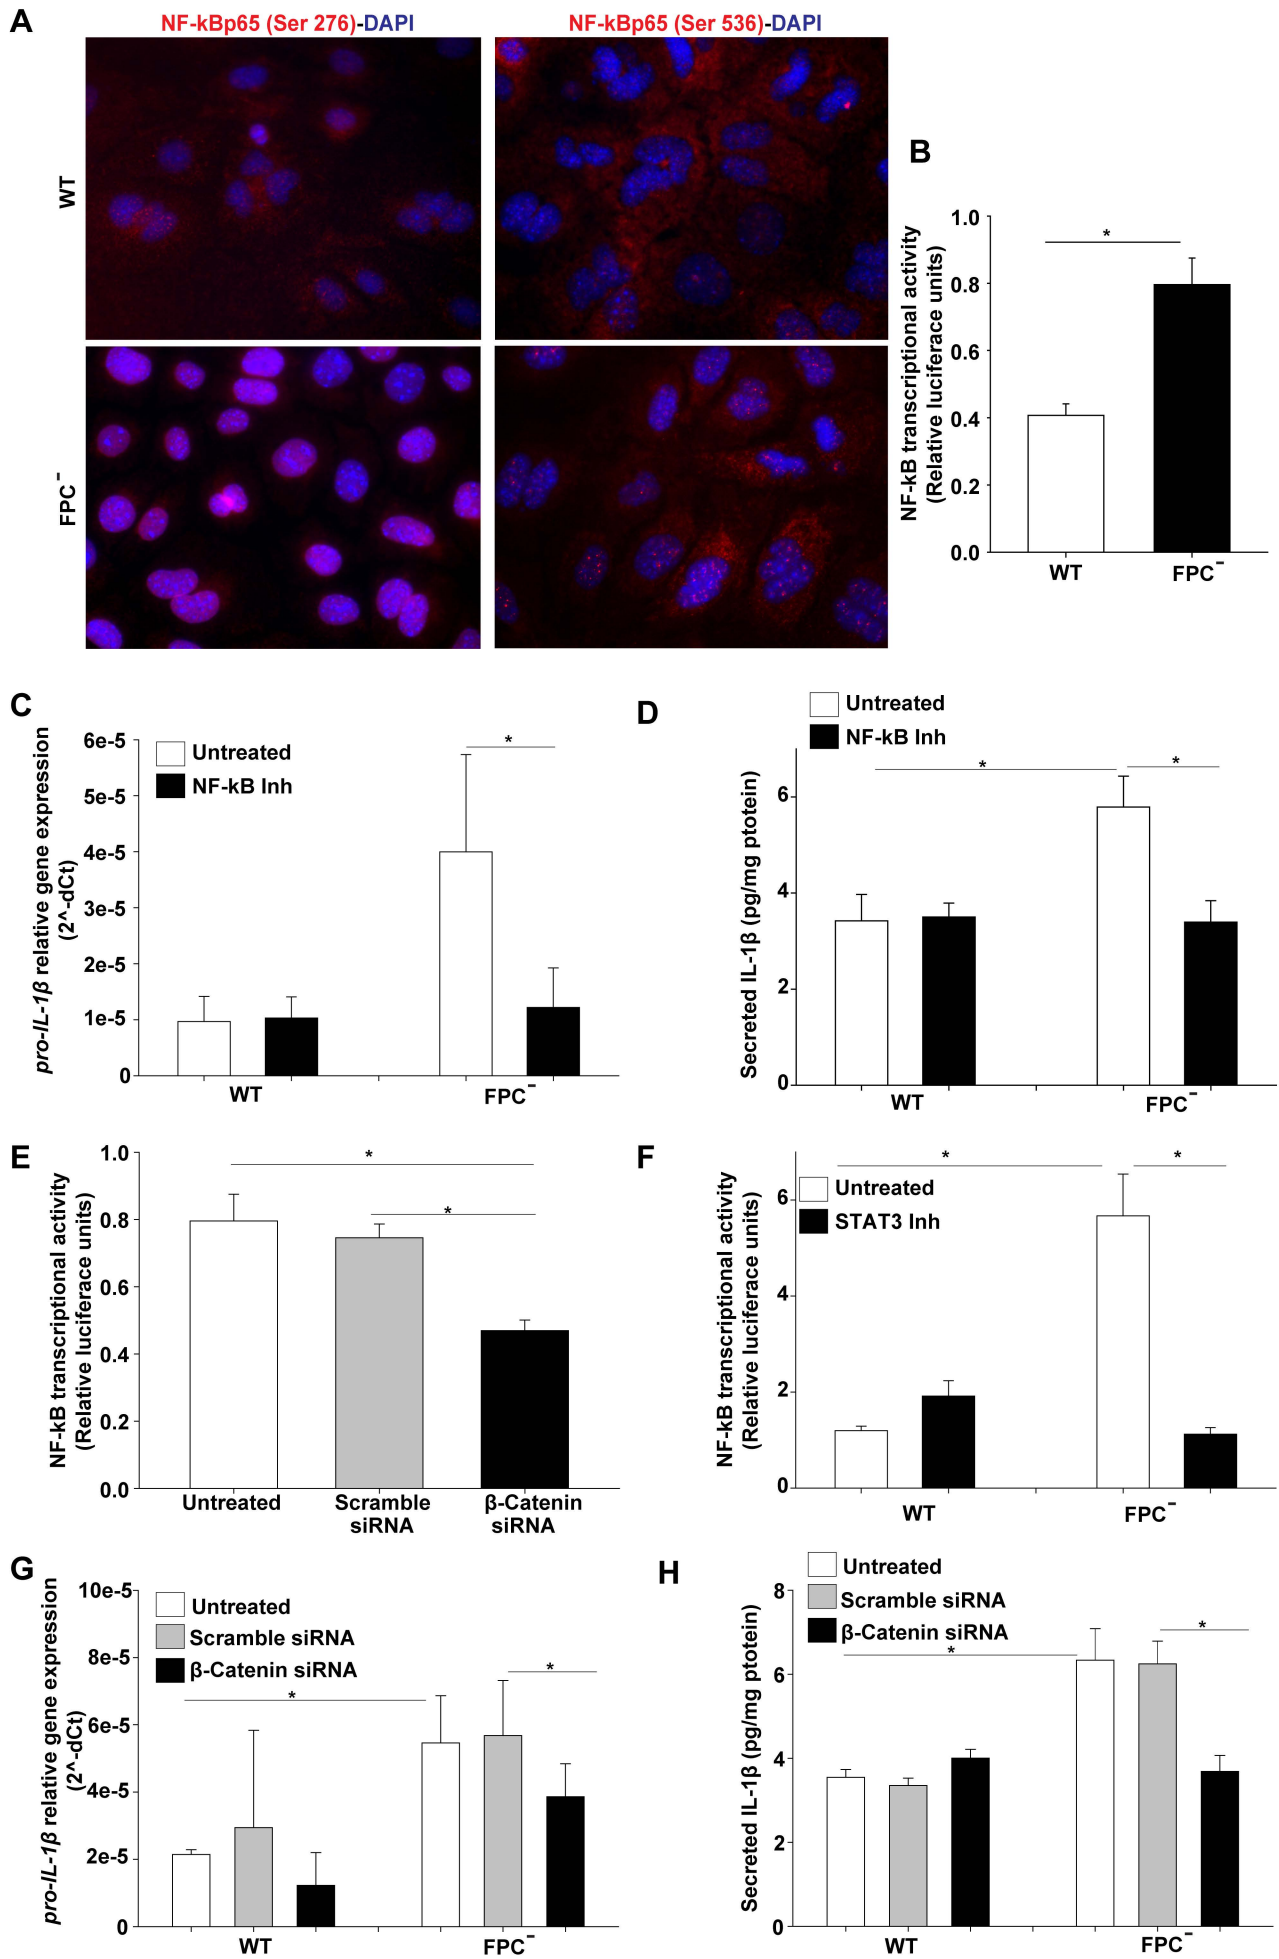 A
NF-kBp65 (Ser 276)-DAPI
NF-kBp65 (Ser 536)-DAPI
WT
FPC⁻
B
NF-kB transcriptional activity
(Relative luciferace units)
1.0
0.8
0.6
0.4
0.2
0.0
*
WT
FPC⁻
C
pro-IL-1β relative gene expression
(2^-dCt)
6e-5
5e-5
4e-5
3e-5
2e-5
1e-5
0
Untreated
NF-kB Inh
*
WT
FPC⁻
D
Untreated
NF-kB Inh
Secreted IL-1β (pg/mg ptotein)
6
4
2
0
*
*
WT
FPC⁻
E
NF-kB transcriptional activity
(Relative luciferace units)
1.0
0.8
0.6
0.4
0.2
0.0
*
*
Untreated
Scramble
siRNA
β-Catenin
siRNA
F
NF-kB transcriptional activity
(Relative luciferace units)
6
4
2
0
Untreated
STAT3 Inh
*
*
WT
FPC⁻
G
pro-IL-1β relative gene expression
(2^-dCt)
10e-5
8e-5
6e-5
4e-5
2e-5
0
Untreated
Scramble siRNA
β-Catenin siRNA
*
*
WT
FPC⁻
H
Untreated
Scramble siRNA
β-Catenin siRNA
Secreted IL-1β (pg/mg ptotein)
8
6
4
2
0
*
*
WT
FPC⁻